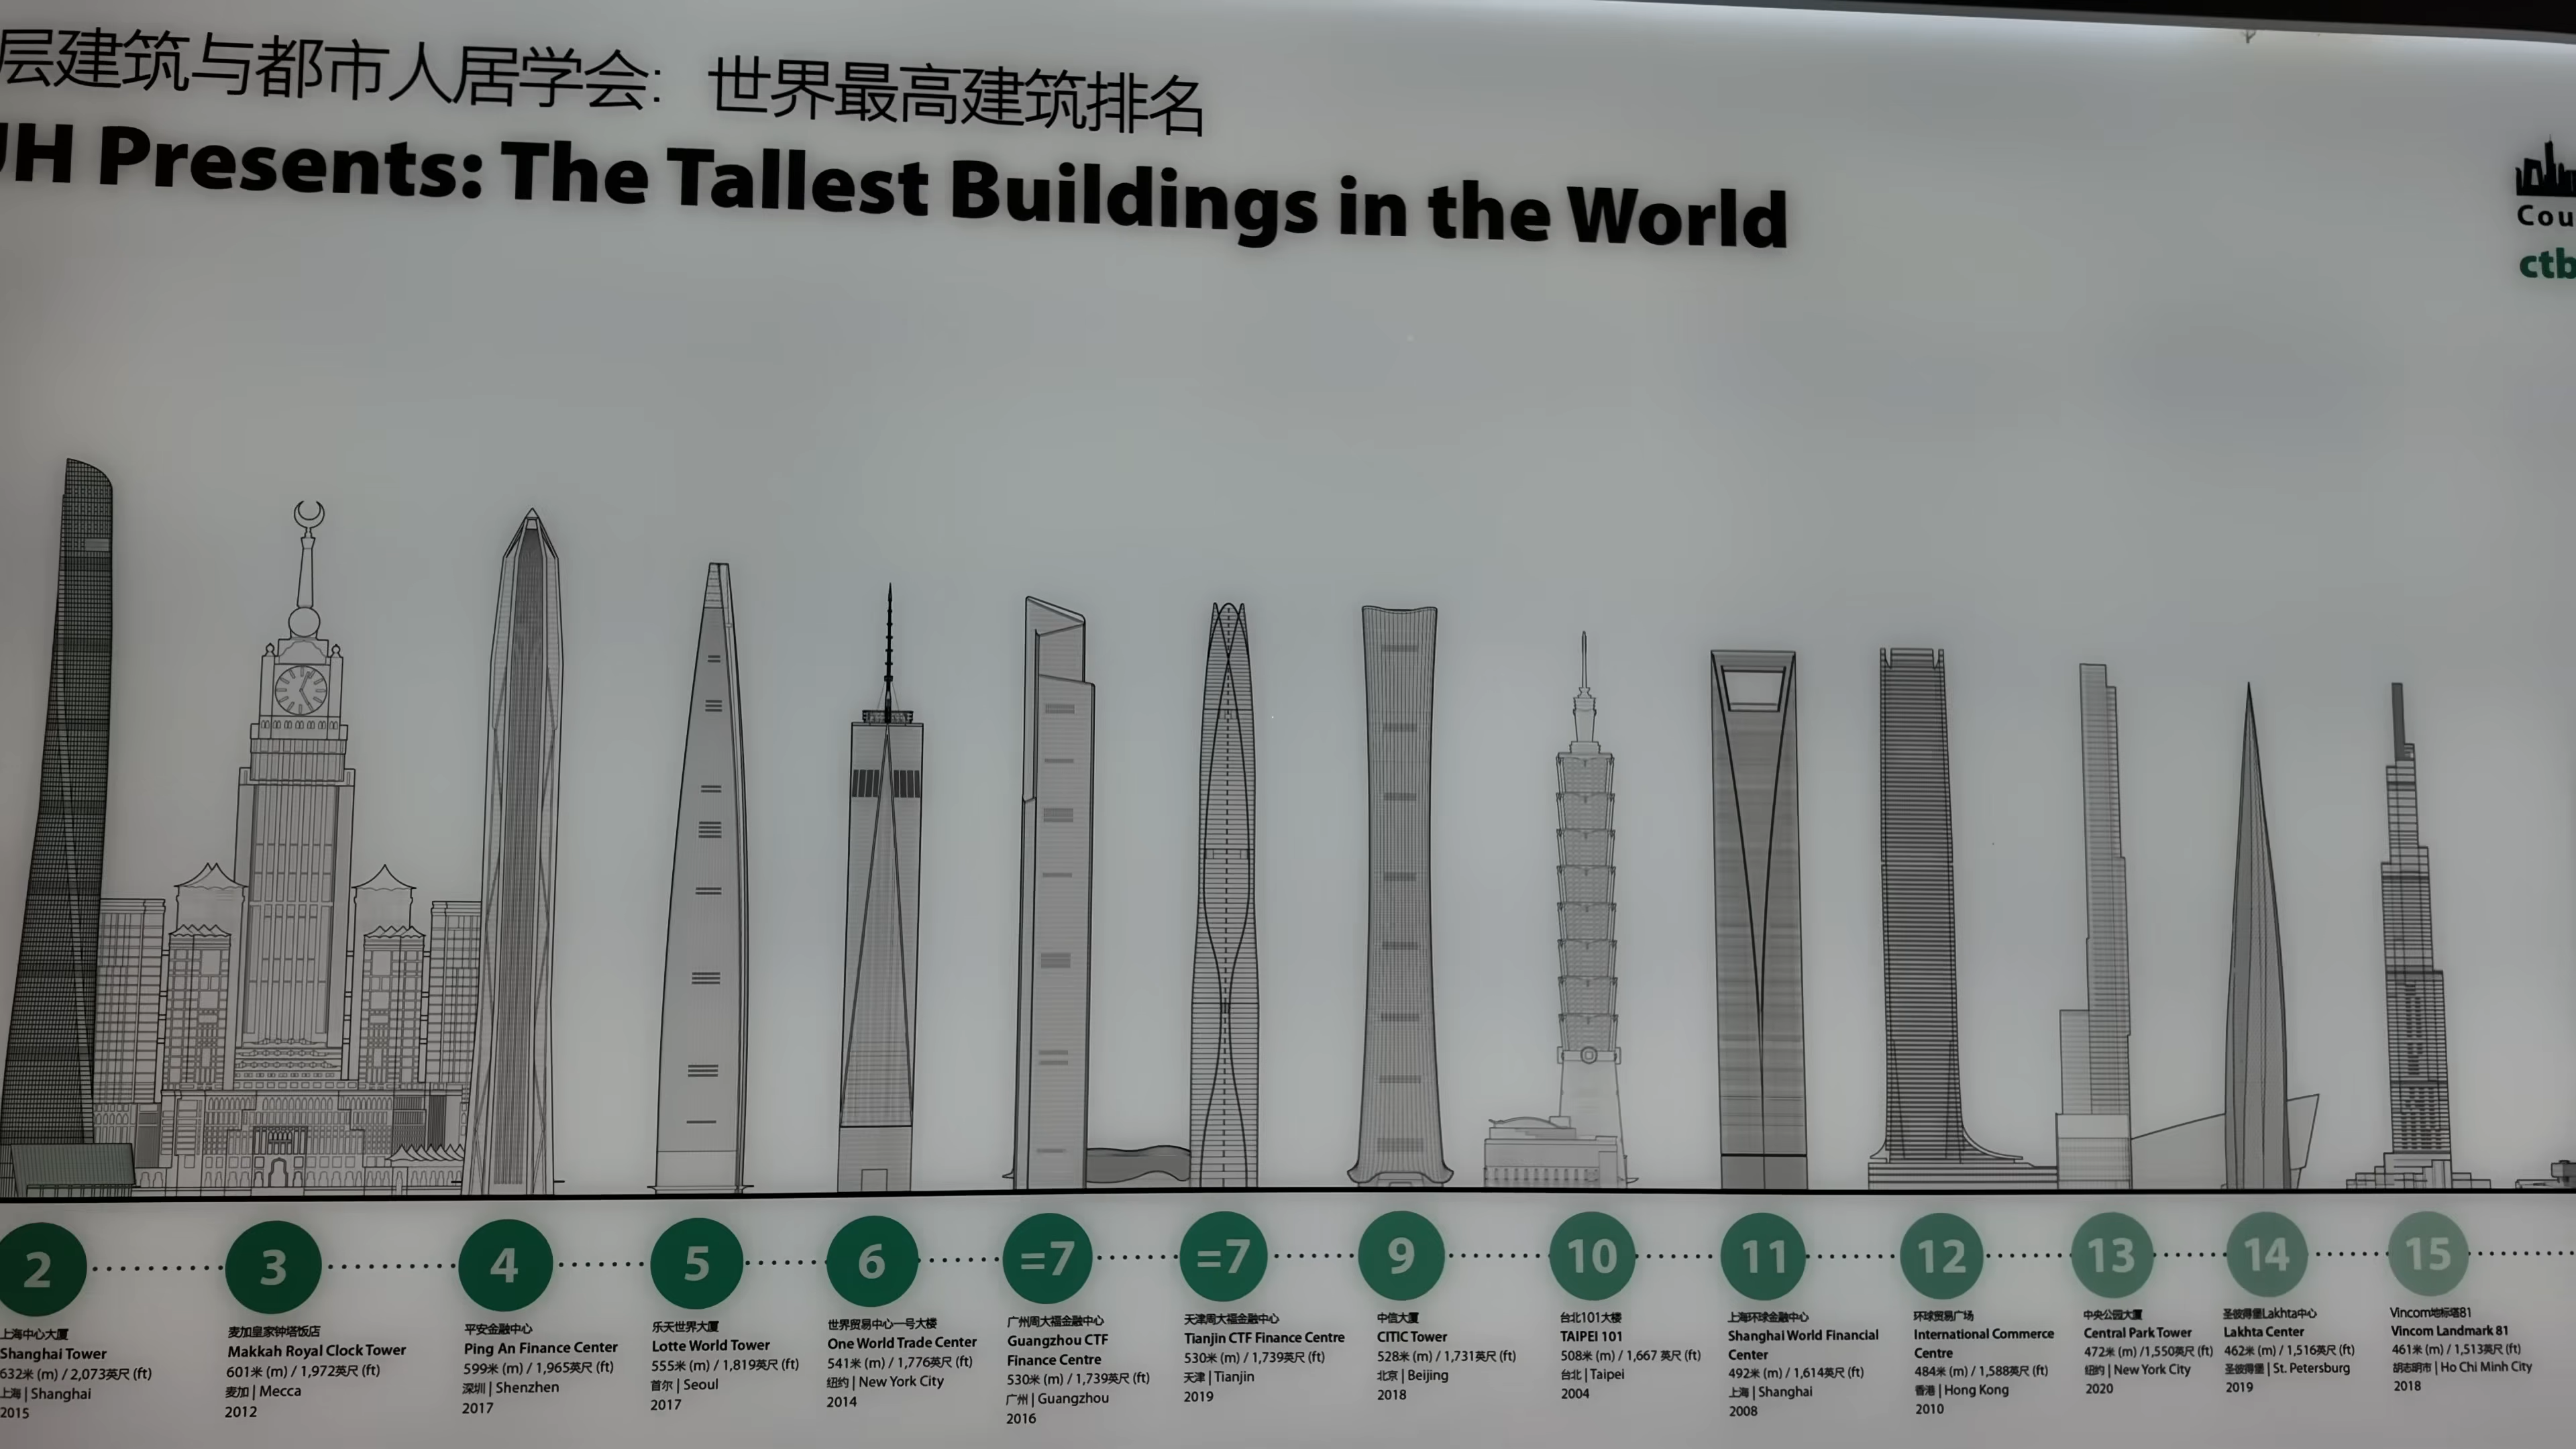 层建筑与都市人居学会: 世界最高建筑排名
UH Presents: The Tallest Buildings in the World
Cou
ctb
2
上海中心大厦
Shanghai Tower
632米 (m) / 2,073英尺 (ft)
上海 | Shanghai
2015
3
麦加皇家钟塔饭店
Makkah Royal Clock Tower
601米 (m) / 1,972英尺 (ft)
麦加 | Mecca
2012
4
平安金融中心
Ping An Finance Center
599米 (m) / 1,965英尺 (ft)
深圳 | Shenzhen
2017
5
乐天世界大厦
Lotte World Tower
555米 (m) / 1,819英尺 (ft)
首尔 | Seoul
2017
6
世界贸易中心一号大楼
One World Trade Center
541米 (m) / 1,776英尺 (ft)
纽约 | New York City
2014
=7
广州周大福金融中心
Guangzhou CTF
Finance Centre
530米 (m) / 1,739英尺 (ft)
广州 | Guangzhou
2016
=7
天津周大福金融中心
Tianjin CTF Finance Centre
530米 (m) / 1,739英尺 (ft)
天津 | Tianjin
2019
9
中信大厦
CITIC Tower
528米 (m) / 1,731英尺 (ft)
北京 | Beijing
2018
10
台北101大楼
TAIPEI 101
508米 (m) / 1,667 英尺 (ft)
台北 | Taipei
2004
11
上海环球金融中心
Shanghai World Financial
Center
492米 (m) / 1,614英尺 (ft)
上海 | Shanghai
2008
12
环球贸易广场
International Commerce
Centre
484米 (m) / 1,588英尺 (ft)
香港 | Hong Kong
2010
13
中央公园大厦
Central Park Tower
472米 (m) /1,550英尺 (ft)
纽约 | New York City
2020
14
圣彼得堡Lakhta中心
Lakhta Center
462米 (m) / 1,516英尺 (ft)
圣彼得堡 | St. Petersburg
2019
15
Vincom地标塔81
Vincom Landmark 81
461米 (m) / 1,513英尺 (ft)
胡志明市 | Ho Chi Minh City
2018